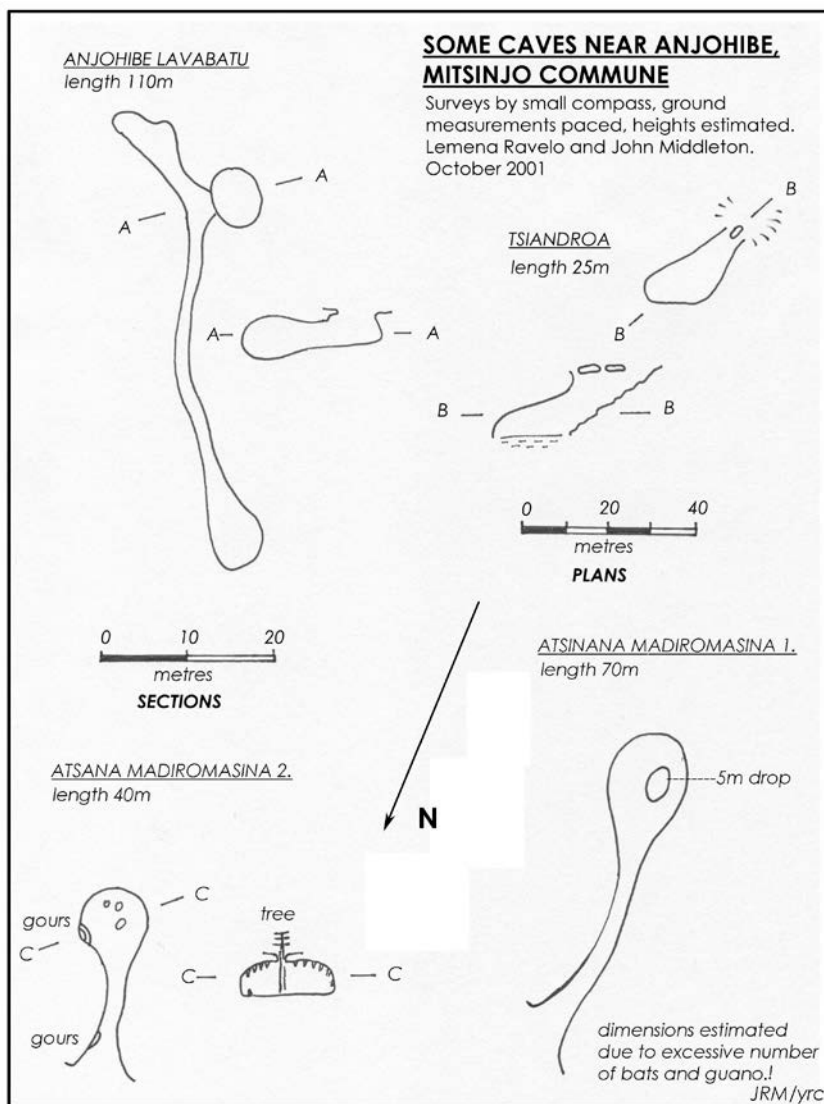 ANJOHIBE LAVABATU
length 110m
SOME CAVES NEAR ANJOHIBE,
MITSINJO COMMUNE
Surveys by small compass, ground
measurements paced, heights estimated.
Lemena Ravelo and John Middleton.
October 2001
A
A
A
A
TSIANDROA
length 25m
B
B
B
B
0 20 40
metres
PLANS
0 10 20
metres
SECTIONS
N
ATSINANA MADIROMASINA 1.
length 70m
5m drop
dimensions estimated
due to excessive number
of bats and guano.!
JRM/yrc
ATSANA MADIROMASINA 2.
length 40m
gours
C
C
gours
tree
C
C